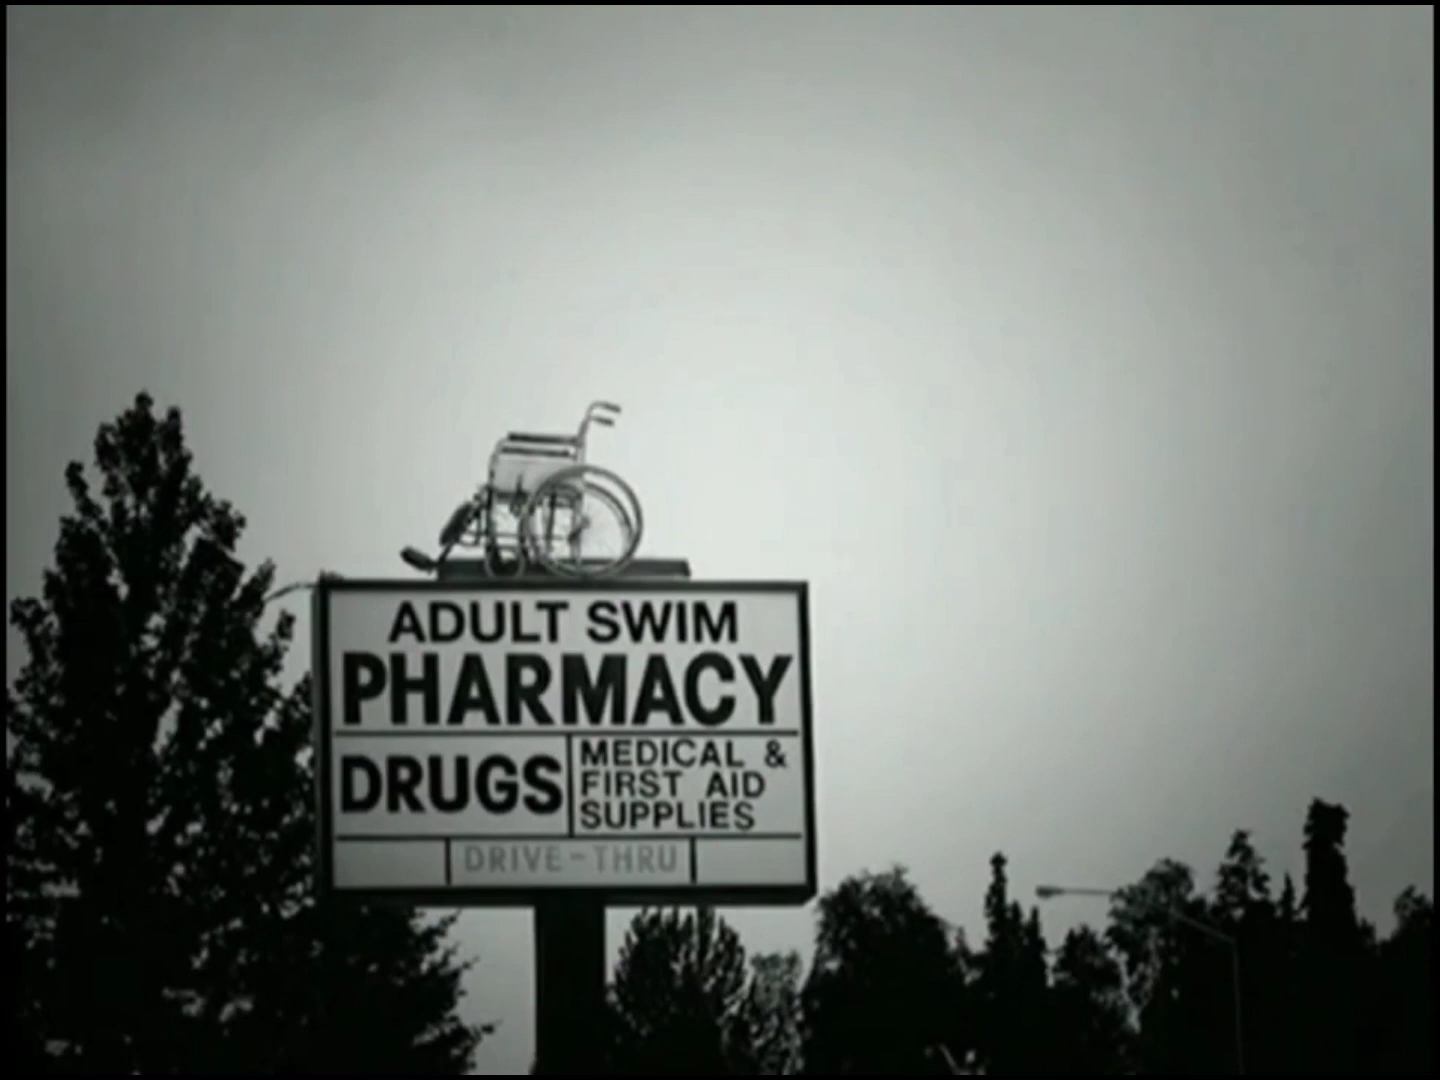 ADULT SWIM
PHARMACY
DRUGS
MEDICAL &
FIRST AID
SUPPLIES
DRIVE-THRU